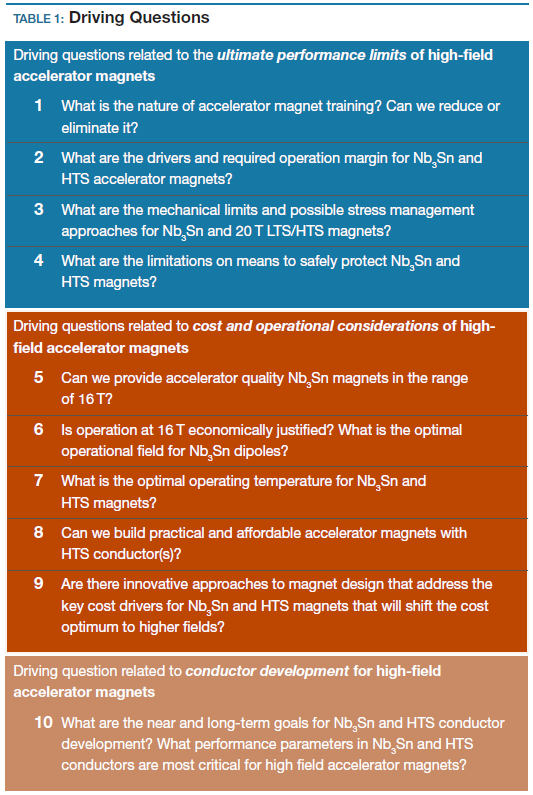 TABLE 1: Driving Questions
Driving questions related to the ultimate performance limits of high-field
accelerator magnets
1 What is the nature of accelerator magnet training? Can we reduce or
eliminate it?
2 What are the drivers and required operation margin for Nb₃Sn and
HTS accelerator magnets?
3 What are the mechanical limits and possible stress management
approaches for Nb₃Sn and 20 T LTS/HTS magnets?
4 What are the limitations on means to safely protect Nb₃Sn and
HTS magnets?
Driving questions related to cost and operational considerations of high-
field accelerator magnets
5 Can we provide accelerator quality Nb₃Sn magnets in the range
of 16 T?
6 Is operation at 16 T economically justified? What is the optimal
operational field for Nb₃Sn dipoles?
7 What is the optimal operating temperature for Nb₃Sn and
HTS magnets?
8 Can we build practical and affordable accelerator magnets with
HTS conductor(s)?
9 Are there innovative approaches to magnet design that address the
key cost drivers for Nb₃Sn and HTS magnets that will shift the cost
optimum to higher fields?
Driving question related to conductor development for high-field
accelerator magnets
10 What are the near and long-term goals for Nb₃Sn and HTS conductor
development? What performance parameters in Nb₃Sn and HTS
conductors are most critical for high field accelerator magnets?